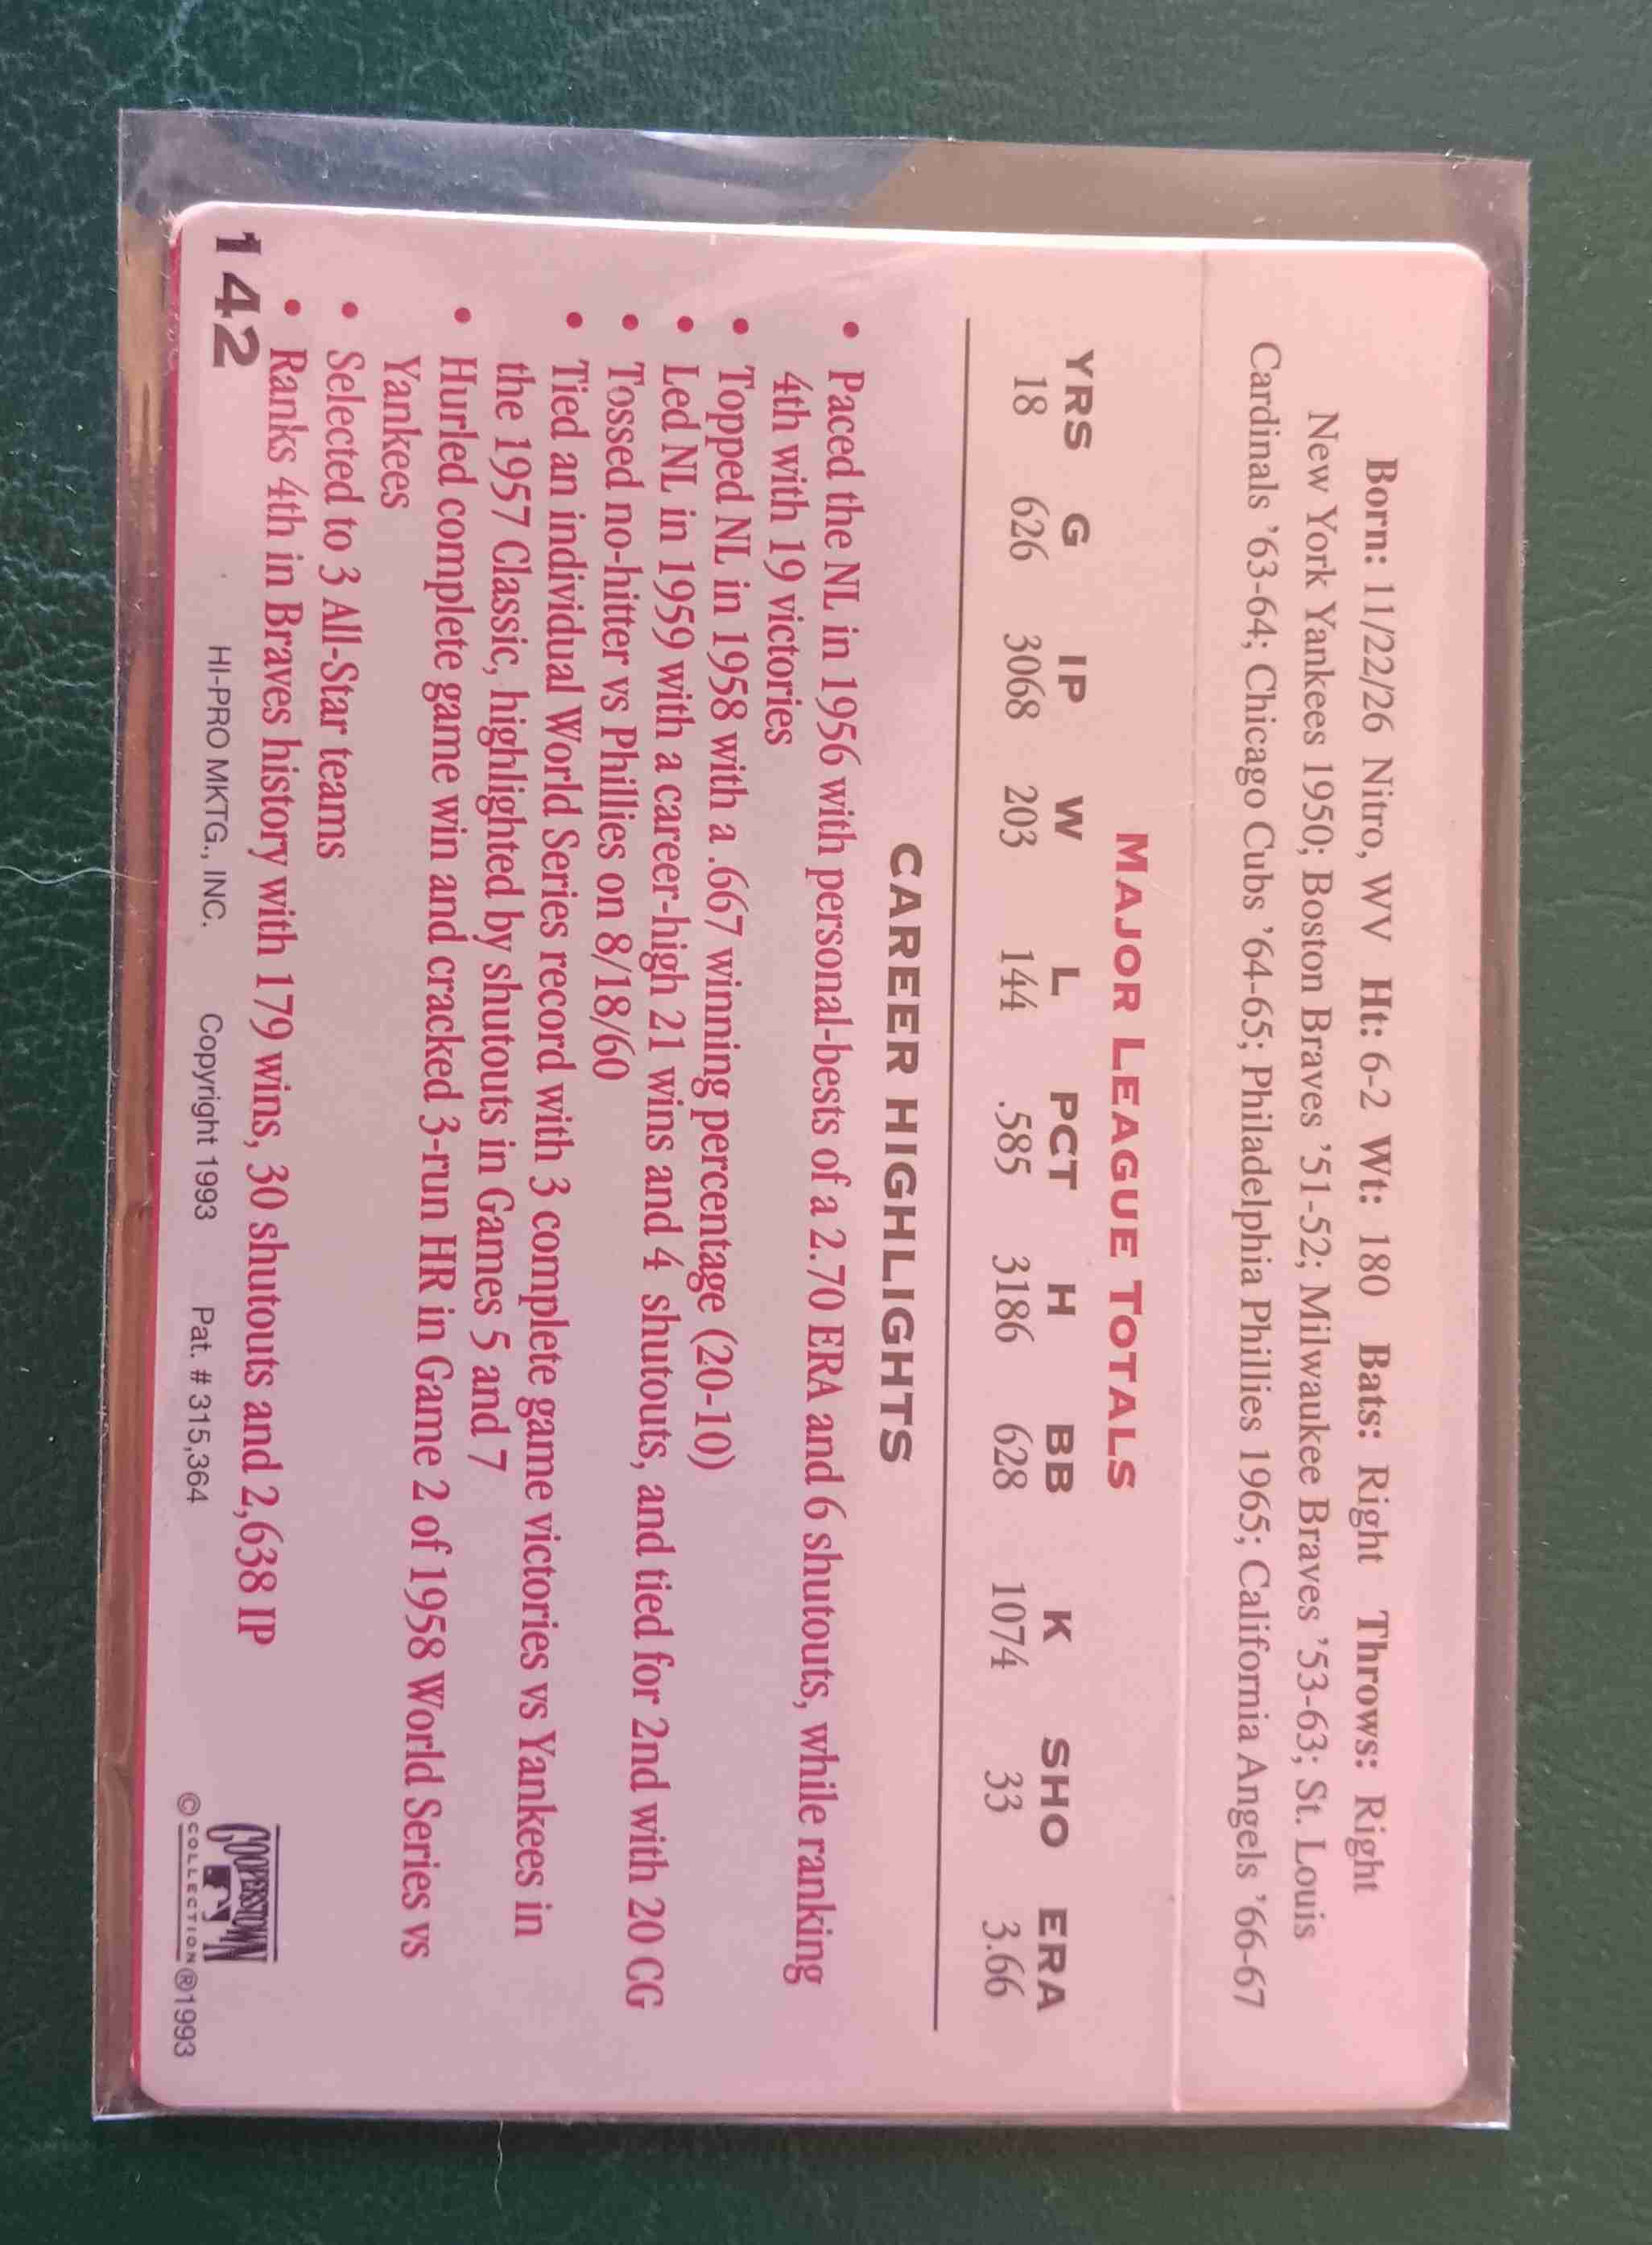 Born: 11/22/26 Nitro, WV Ht: 6-2 Wt: 180 Bats: Right Throws: Right
New York Yankees 1950; Boston Braves '51-52; Milwaukee Braves '53-63; St. Louis
Cardinals '63-64; Chicago Cubs '64-65; Philadelphia Phillies 1965; California Angels '66-67
MAJOR LEAGUE TOTALS
YRS G IP W L PCT H BB K SHO ERA
18 626 3068 203 144 .585 3186 628 1074 33 3.66
CAREER HIGHLIGHTS
• Paced the NL in 1956 with personal-bests of a 2.70 ERA and 6 shutouts, while ranking
4th with 19 victories
• Topped NL in 1958 with a .667 winning percentage (20-10)
• Led NL in 1959 with a career-high 21 wins and 4 shutouts, and tied for 2nd with 20 CG
• Tossed no-hitter vs Phillies on 8/18/60
• Tied an individual World Series record with 3 complete game victories vs Yankees in
the 1957 Classic, highlighted by shutouts in Games 5 and 7
• Hurled complete game win and cracked 3-run HR in Game 2 of 1958 World Series vs
Yankees
• Selected to 3 All-Star teams
• Ranks 4th in Braves history with 179 wins, 30 shutouts and 2,638 IP
142
HI-PRO MKTG., INC. Copyright 1993 Pat. # 315,364
COOPERSTOWN
© COLLECTION ® 1993